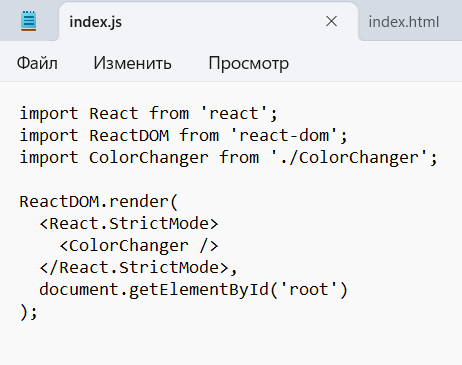 index.js
index.html
Файл Изменить Просмотр
import React from 'react';
import ReactDOM from 'react-dom';
import ColorChanger from './ColorChanger';

ReactDOM.render(
  <React.StrictMode>
    <ColorChanger />
  </React.StrictMode>,
  document.getElementById('root')
);